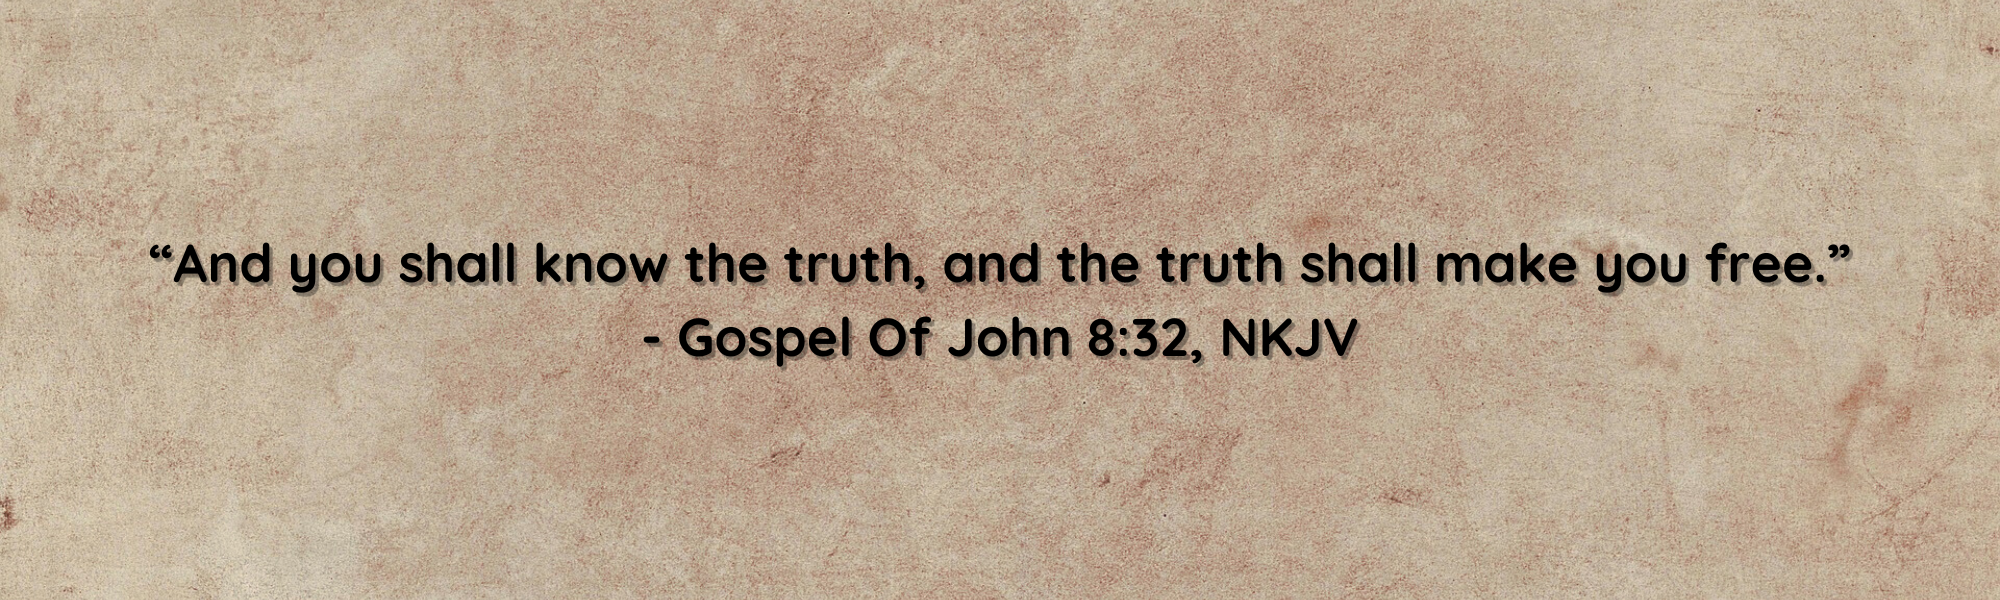 “And you shall know the truth, and the truth shall make you free.”
- Gospel Of John 8:32, NKJV